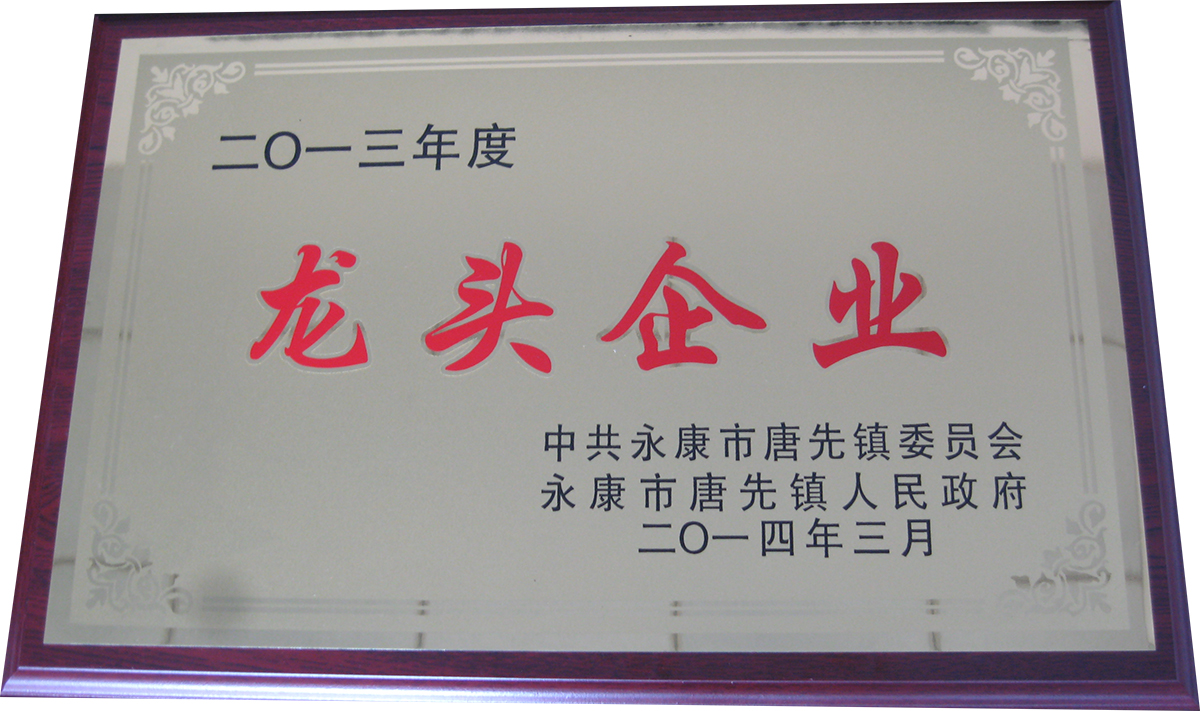 二〇一三年度
龙头企业
中共永康市唐先镇委员会
永康市唐先镇人民政府
二〇一四年三月